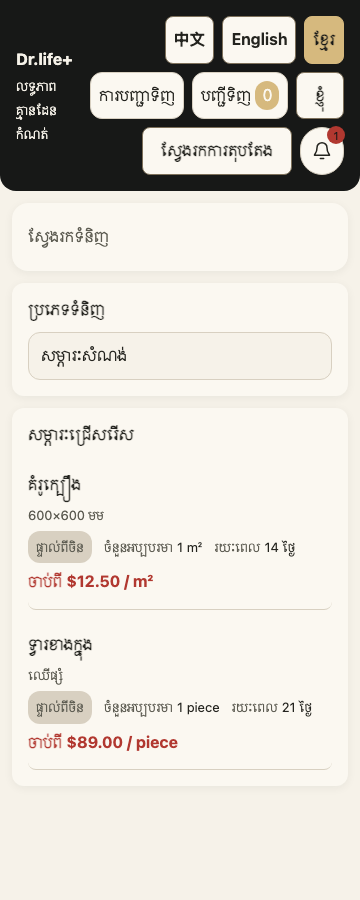 Dr.life+
លទ្ធភាព
គ្មានដែន
កំណត់
中文
English
ខ្មែរ
ការបញ្ជាទិញ
បញ្ជីទិញ 0
ខ្ញុំ
ស្វែងរកការតុបតែង
1
ស្វែងរកទំនិញ
ប្រភេទទំនិញ
សម្ភារៈសំណង់
សម្ភារៈជ្រើសរើស
គំរូក្បឿង
600×600 មម
ផ្ទាល់ពីចិន ចំនួនអប្បបរមា 1 m² រយៈពេល 14 ថ្ងៃ
ចាប់ពី $12.50 / m²
ទ្វារខាងក្នុង
ឈើផ្សំ
ផ្ទាល់ពីចិន ចំនួនអប្បបរមា 1 piece រយៈពេល 21 ថ្ងៃ
ចាប់ពី $89.00 / piece